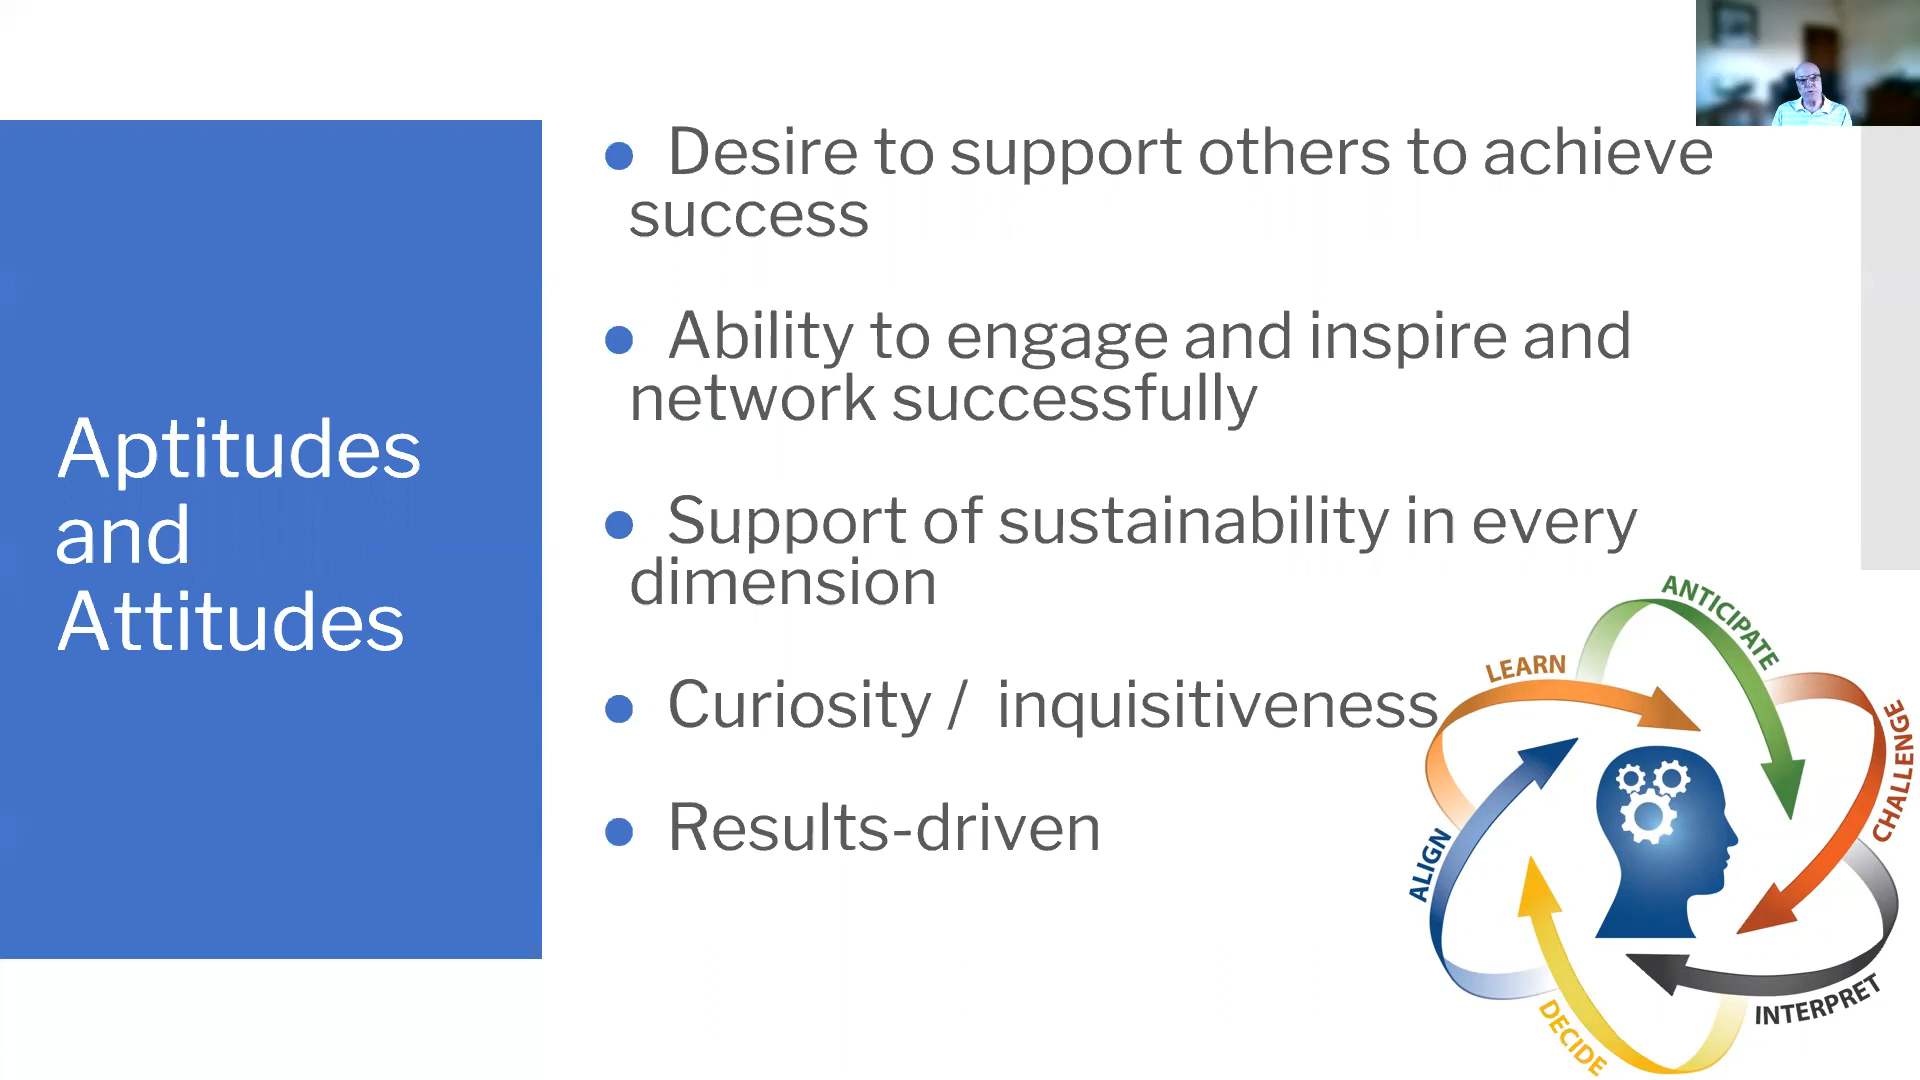 Aptitudes
and
Attitudes
● Desire to support others to achieve
success
● Ability to engage and inspire and
network successfully
● Support of sustainability in every
dimension
● Curiosity / inquisitiveness
● Results-driven
ANTICIPATE
CHALLENGE
INTERPRET
DECIDE
ALIGN
LEARN